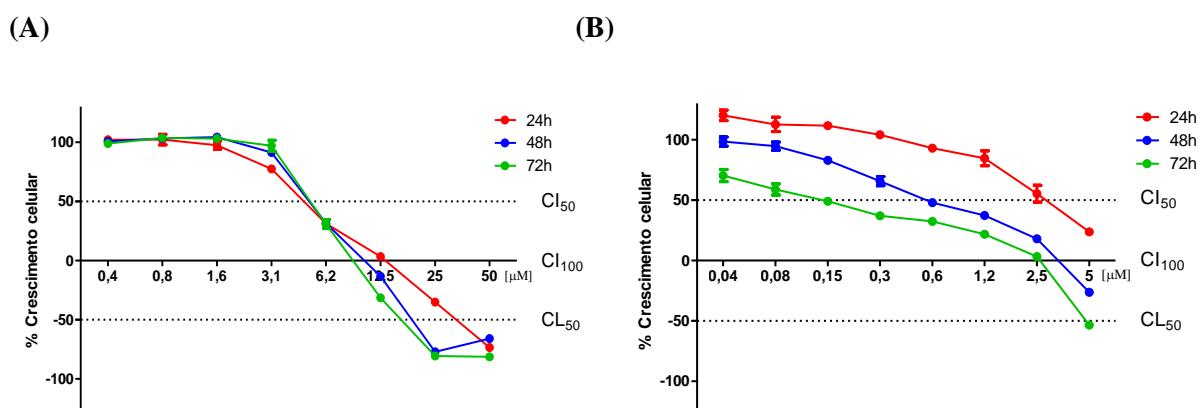 (A)
(B)
24h
48h
72h
100
50
0
-50
-100
% Crescimento celular
0,4 0,8 1,6 3,1 6,2 12,5 25 50 [μM]
CI50
CI100
CL50
24h
48h
72h
100
50
0
-50
-100
% Crescimento celular
0,04 0,08 0,15 0,3 0,6 1,2 2,5 5 [μM]
CI50
CI100
CL50